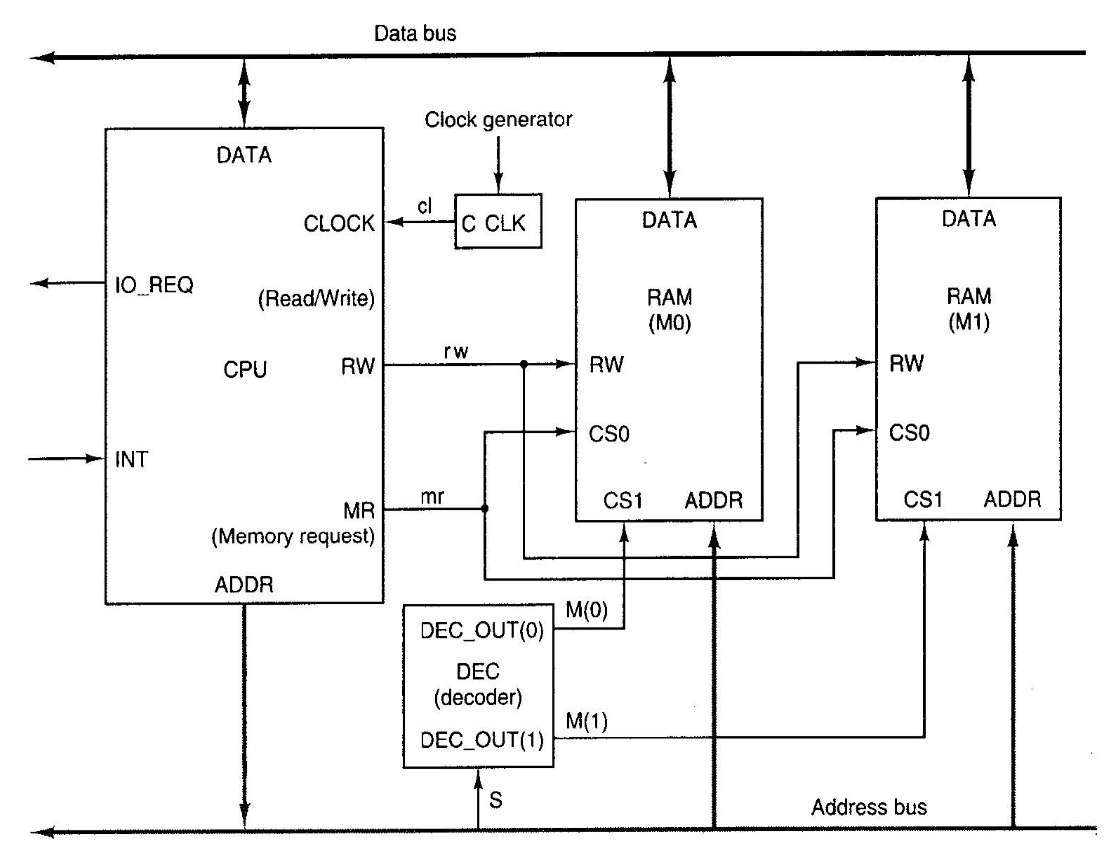 Data bus
Clock generator
DATA
cl
CLOCK
C CLK
DATA
DATA
IO_REQ
(Read/Write)
RAM
(M0)
RAM
(M1)
CPU
RW
rw
RW
RW
CS0
CS0
INT
MR
mr
CS1
ADDR
CS1
ADDR
(Memory request)
ADDR
M(0)
DEC_OUT(0)
DEC
(decoder)
M(1)
DEC_OUT(1)
S
Address bus